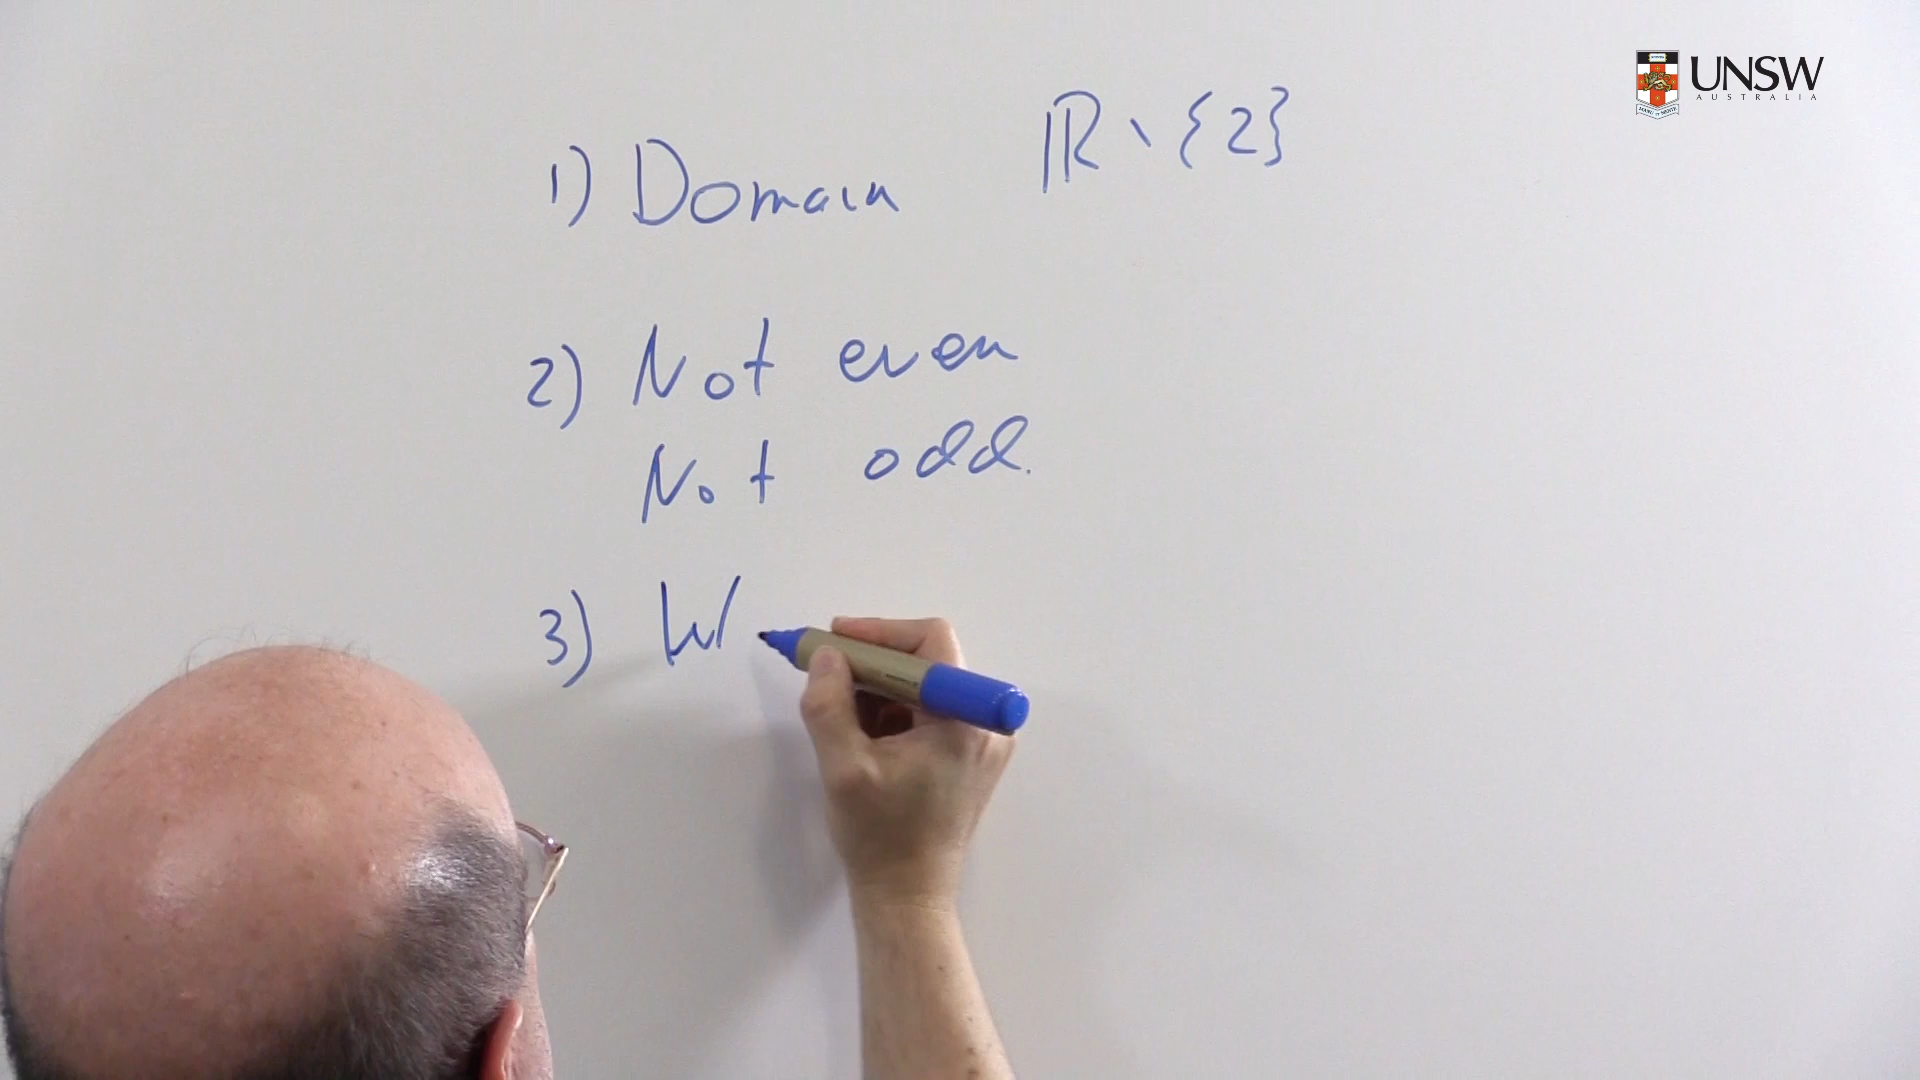 1) Domain ℝ \ {2}
2) Not even
Not odd.
3) W
UNSW
AUSTRALIA